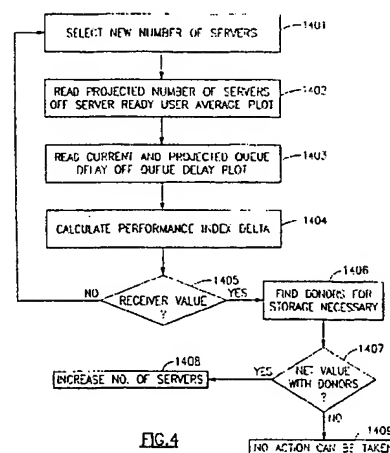 SELECT NEW NUMBER OF SERVERS
1401
READ PROJECTED NUMBER OF SERVERS
OFF SERVER READY USER AVERAGE PLOT
1402
READ CURRENT AND PROJECTED QUEUE
DELAY OFF QUEUE DELAY PLOT
1403
CALCULATE PERFORMANCE INDEX DELTA
1404
1405
RECEIVER VALUE
?
NO
YES
1406
FIND DONORS FOR
STORAGE NECESSARY
1407
NET VALUE
WITH DONORS
?
YES
NO
1408
INCREASE NO. OF SERVERS
1409
NO ACTION CAN BE TAKEN
FIG.4